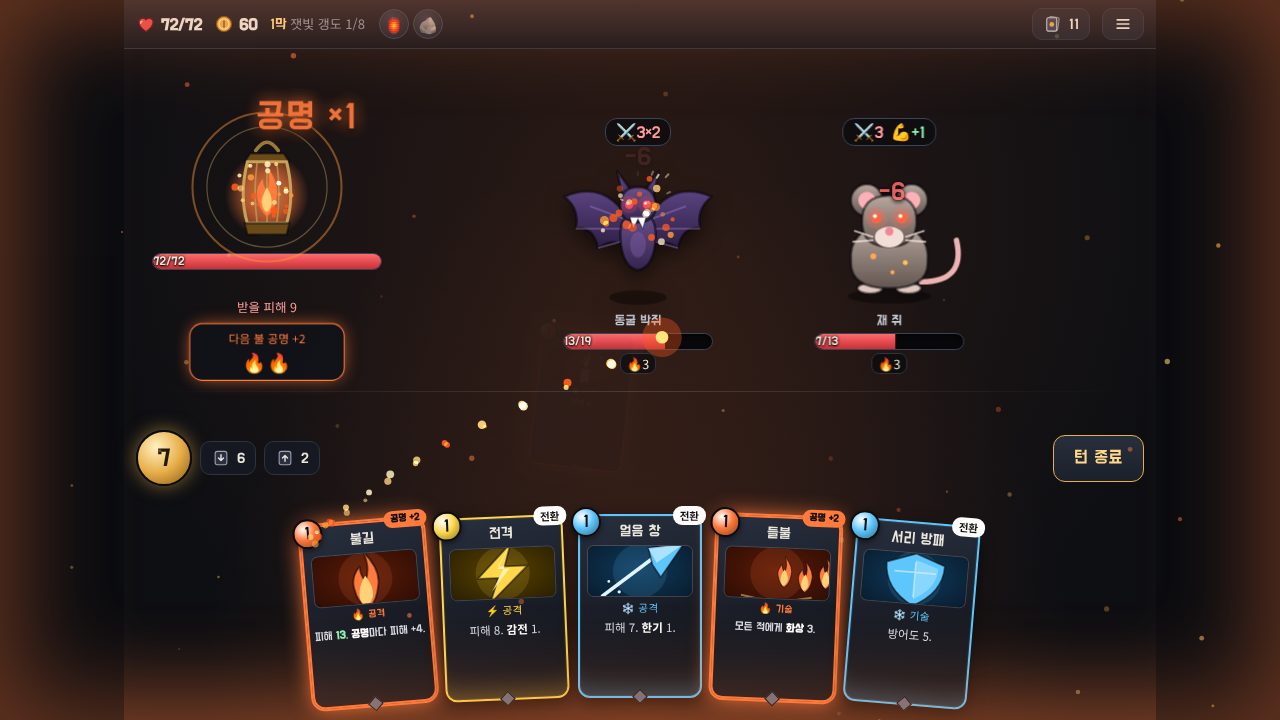 72/72 60 1막 잿빛 갱도 1/8 11
공명 ×1
3×2
3 +1
-6
-6
72/72
받을 피해 9
다음 불 공명 +2
동굴 박쥐
13/19
3
재 쥐
7/13
3
7 6 2
턴 종료
1 공명 +2
불길
공격
피해 13. 공명마다 피해 +4.
1 전환
전격
공격
피해 8. 감전 1.
1 전환
얼음 창
공격
피해 7. 한기 1.
1 공명 +2
들불
기술
모든 적에게 화상 3.
1 전환
서리 방패
기술
방어도 5.